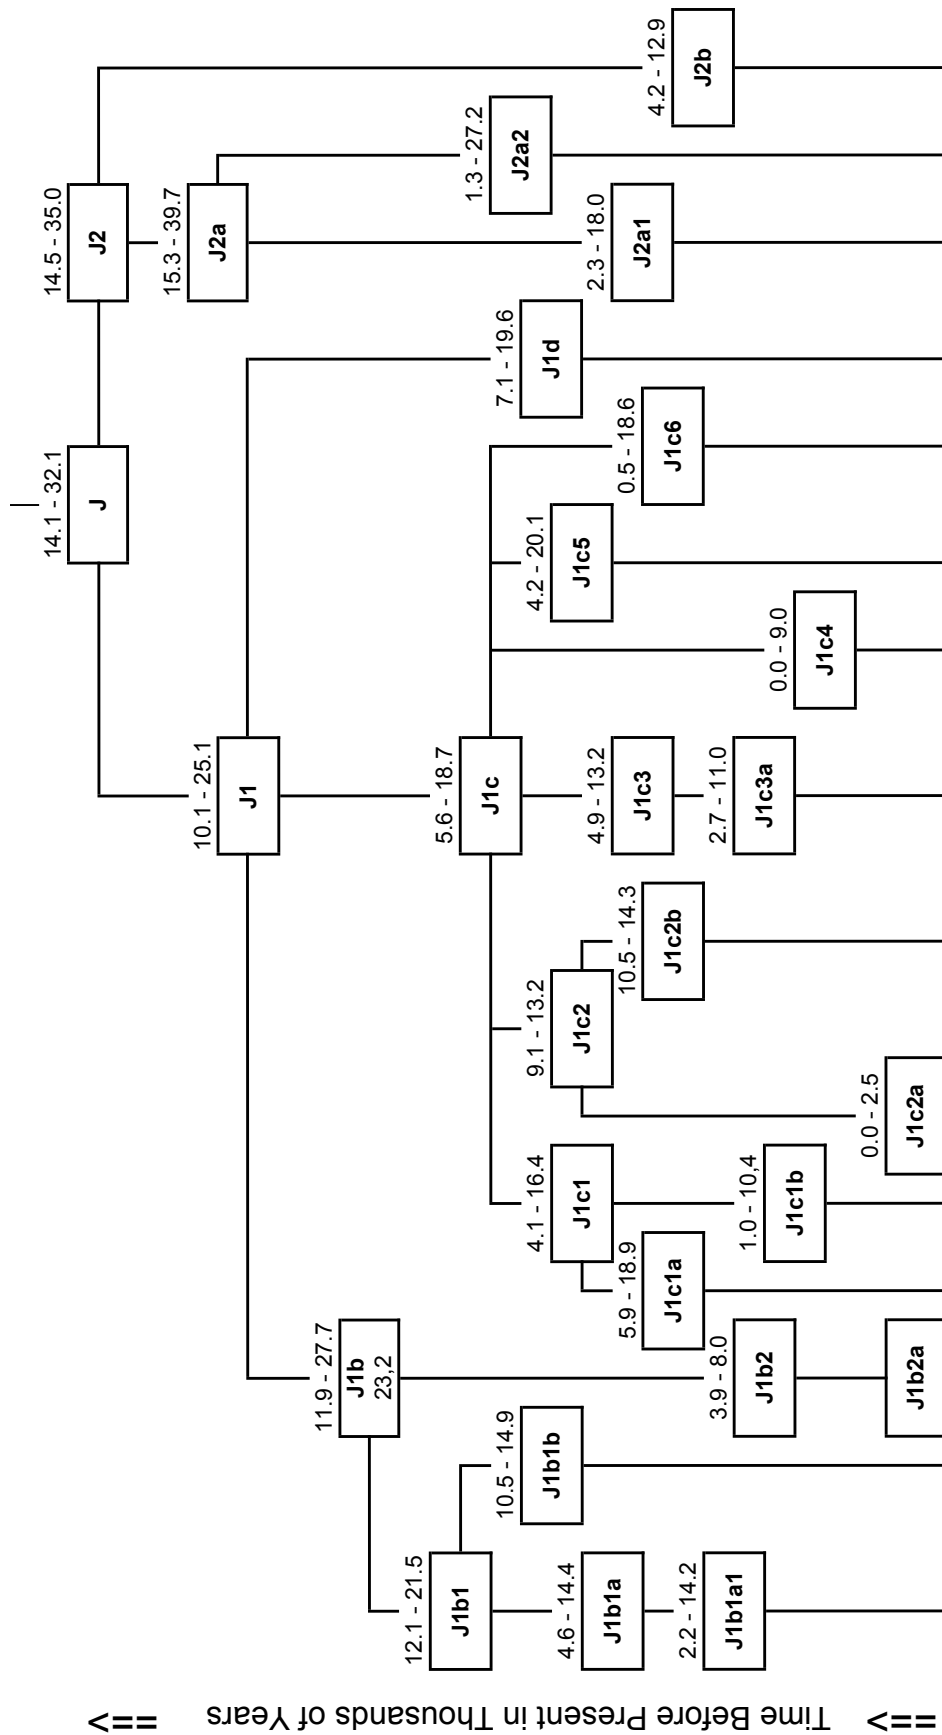 14.1 - 32.1
J
14.5 - 35.0
J2
10.1 - 25.1
J1
15.3 - 39.7
J2a
11.9 - 27.7
J1b
23,2
12.1 - 21.5
J1b1
5.6 - 18.7
J1c
1.3 - 27.2
J2a2
10.5 - 14.9
J1b1b
7.1 - 19.6
J1d
4.1 - 16.4
J1c1
9.1 - 13.2
J1c2
4.2 - 20.1
J1c5
4.6 - 14.4
J1b1a
4.9 - 13.2
J1c3
2.3 - 18.0
J2a1
5.9 - 18.9
J1c1a
10.5 - 14.3
J1c2b
0.5 - 18.6
J1c6
4.2 - 12.9
J2b
2.2 - 14.2
J1b1a1
3.9 - 8.0
J1b2
2.7 - 11.0
J1c3a
1.0 - 10,4
J1c1b
0.0 - 9.0
J1c4
J1b2a
0.0 - 2.5
J1c2a
==> Time Before Present in Thousands of Years ==>